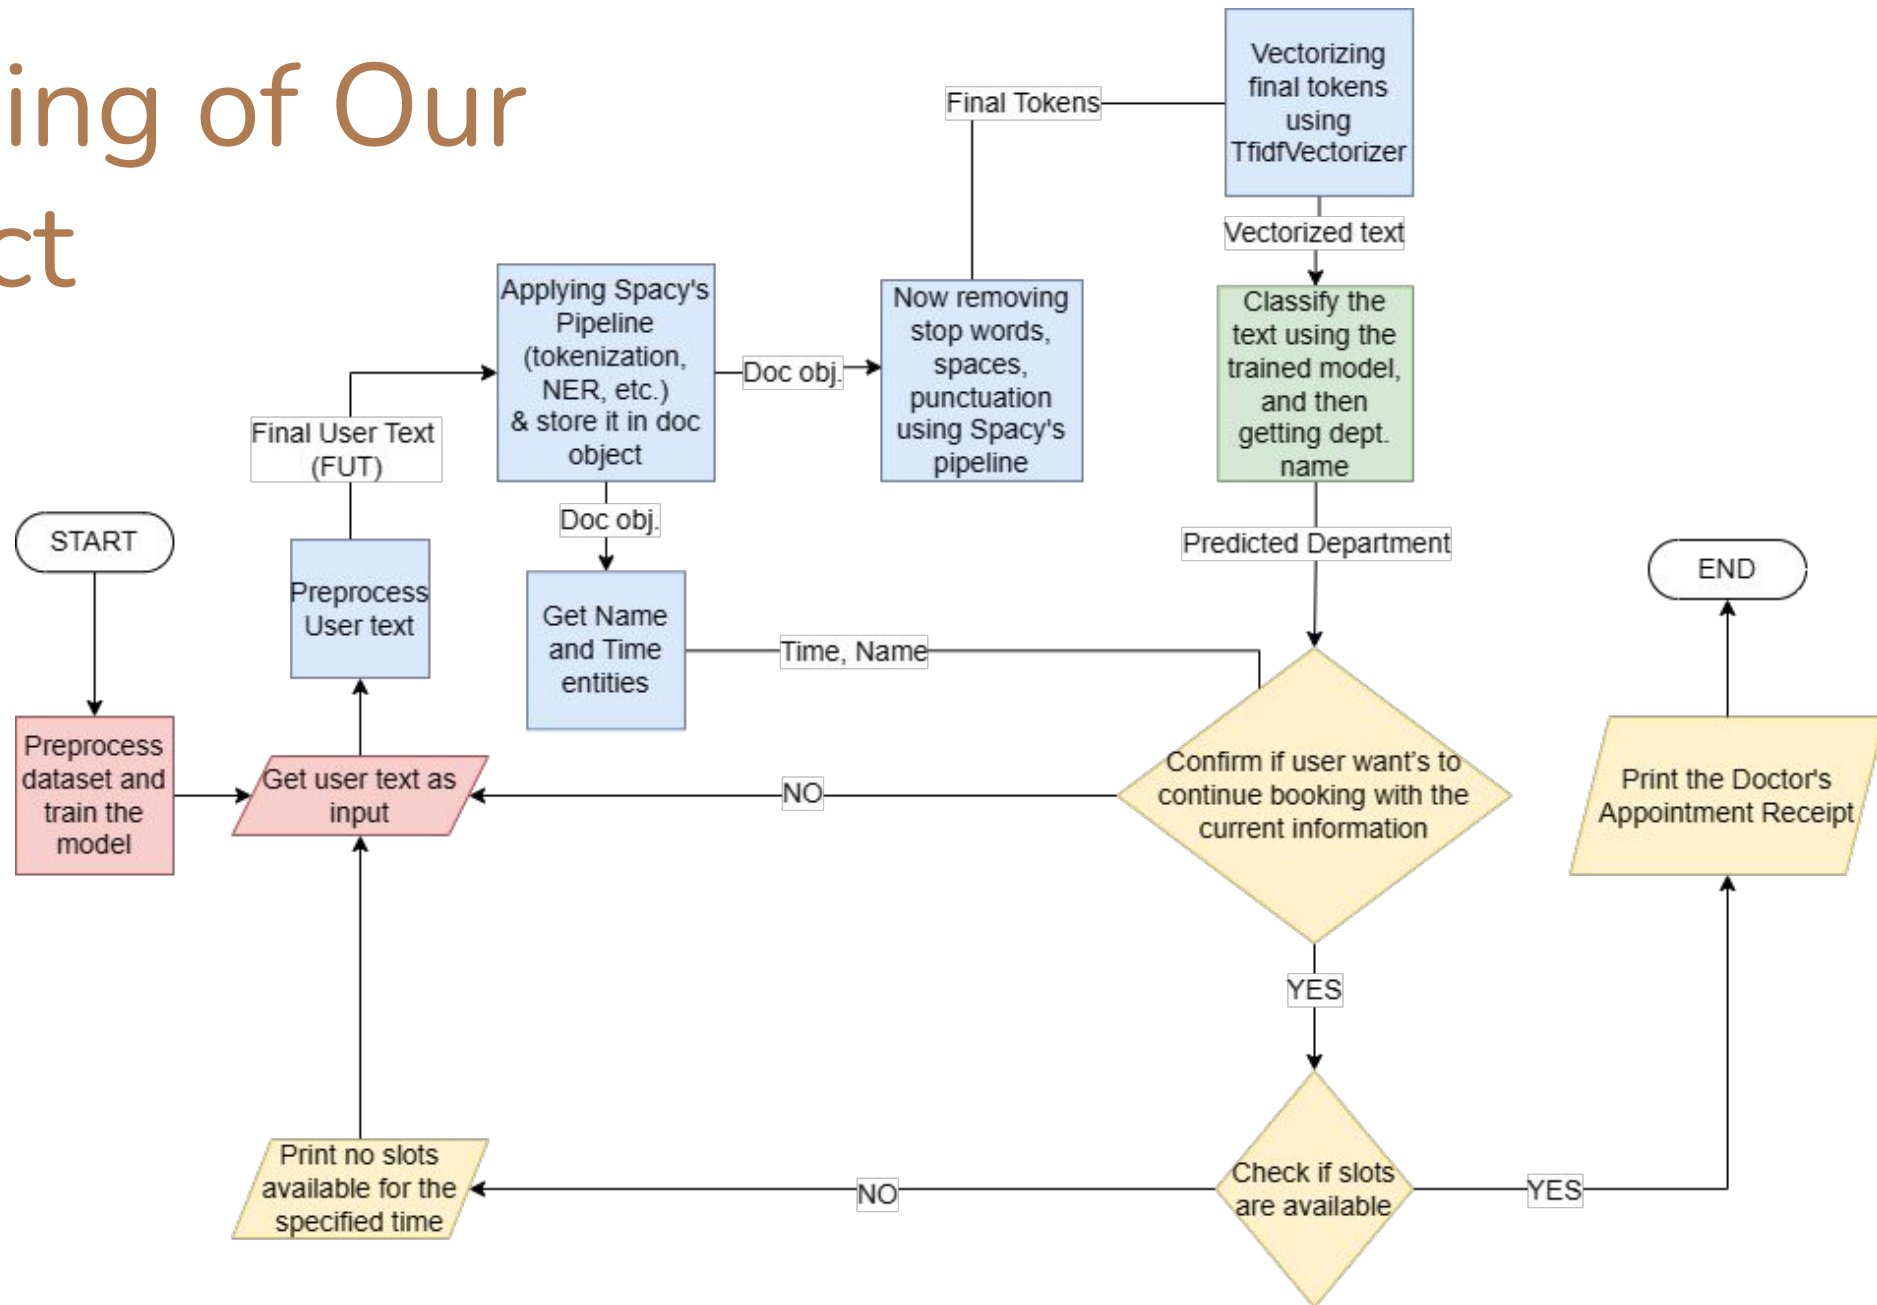 ing of Our
ct
Vectorizing
final tokens
using
TfidfVectorizer
Final Tokens
Vectorized text
Applying Spacy's
Pipeline
(tokenization,
NER, etc.)
& store it in doc
object
Doc obj.
Now removing
stop words,
spaces,
punctuation
using Spacy's
pipeline
Classify the
text using the
trained model,
and then
getting dept.
name
Final User Text
(FUT)
Doc obj.
Predicted Department
START
END
Preprocess
User text
Get Name
and Time
entities
Time, Name
Preprocess
dataset and
train the
model
Get user text as
input
NO
Confirm if user want's to
continue booking with the
current information
Print the Doctor's
Appointment Receipt
YES
Print no slots
available for the
specified time
NO
Check if slots
are available
YES